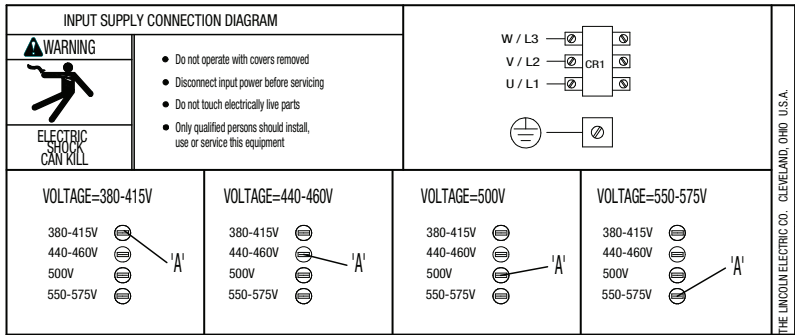 INPUT SUPPLY CONNECTION DIAGRAM
WARNING
ELECTRIC
SHOCK
CAN KILL
● Do not operate with covers removed
● Disconnect input power before servicing
● Do not touch electrically live parts
● Only qualified persons should install,
use or service this equipment
W / L3
V / L2
U / L1
CR1
VOLTAGE=380-415V
380-415V
440-460V
500V
550-575V
'A'
VOLTAGE=440-460V
380-415V
440-460V
500V
550-575V
'A'
VOLTAGE=500V
380-415V
440-460V
500V
550-575V
'A'
VOLTAGE=550-575V
380-415V
440-460V
500V
550-575V
'A'
THE LINCOLN ELECTRIC CO. CLEVELAND, OHIO U.S.A.